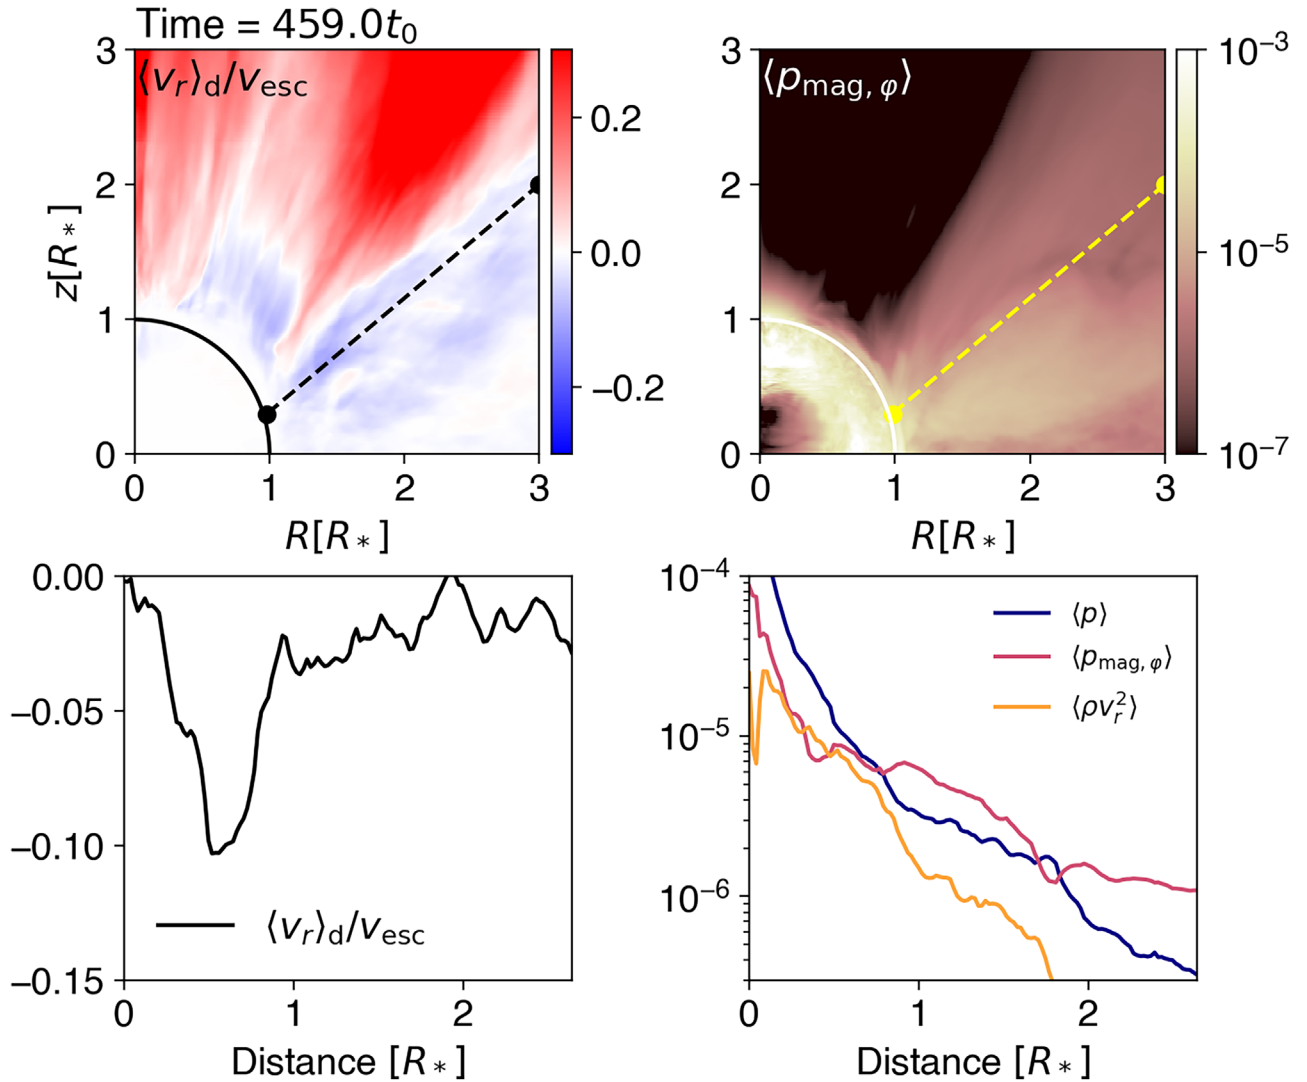 Time = 459.0t₀
⟨v_r⟩_d/v_esc
3
2
1
0
z[R_*]
0 1 2 3
R[R_*]
0.2
0.0
−0.2
⟨p_mag, φ⟩
3
2
1
0
0 1 2 3
R[R_*]
10⁻³
10⁻⁵
10⁻⁷
0.00
−0.05
−0.10
−0.15
⟨v_r⟩_d/v_esc
0 1 2
Distance [R_*]
10⁻⁴
10⁻⁵
10⁻⁶
⟨p⟩
⟨p_mag, φ⟩
⟨ρv_r²⟩
0 1 2
Distance [R_*]